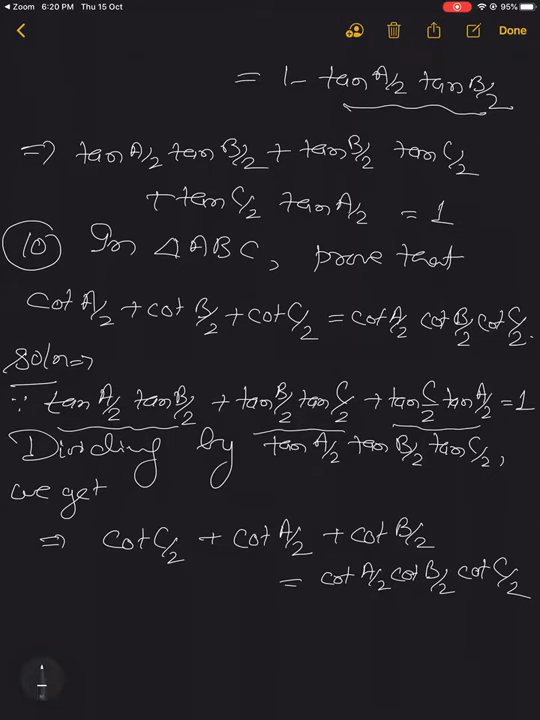 Zoom 6:20 PM Thu 15 Oct 95%
Done
= 1 - tan A/2 tan B/2
⇒ tan A/2 tan B/2 + tan B/2 tan C/2
+ tan C/2 tan A/2 = 1
(10) In △ABC, prove that
cot A/2 + cot B/2 + cot C/2 = cot A/2 cot B/2 cot C/2.
Soln ⇒
∵ tan A/2 tan B/2 + tan B/2 tan C/2 + tan C/2 tan A/2 = 1
Dividing by tan A/2 tan B/2 tan C/2,
we get
⇒ cot C/2 + cot A/2 + cot B/2
= cot A/2 cot B/2 cot C/2